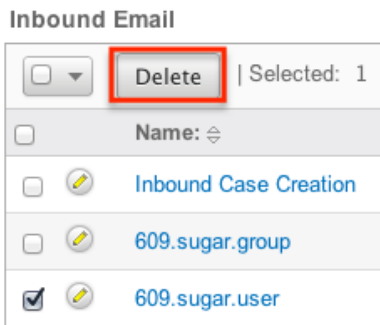 Inbound Email
Delete | Selected: 1
Name:
Inbound Case Creation
609.sugar.group
609.sugar.user